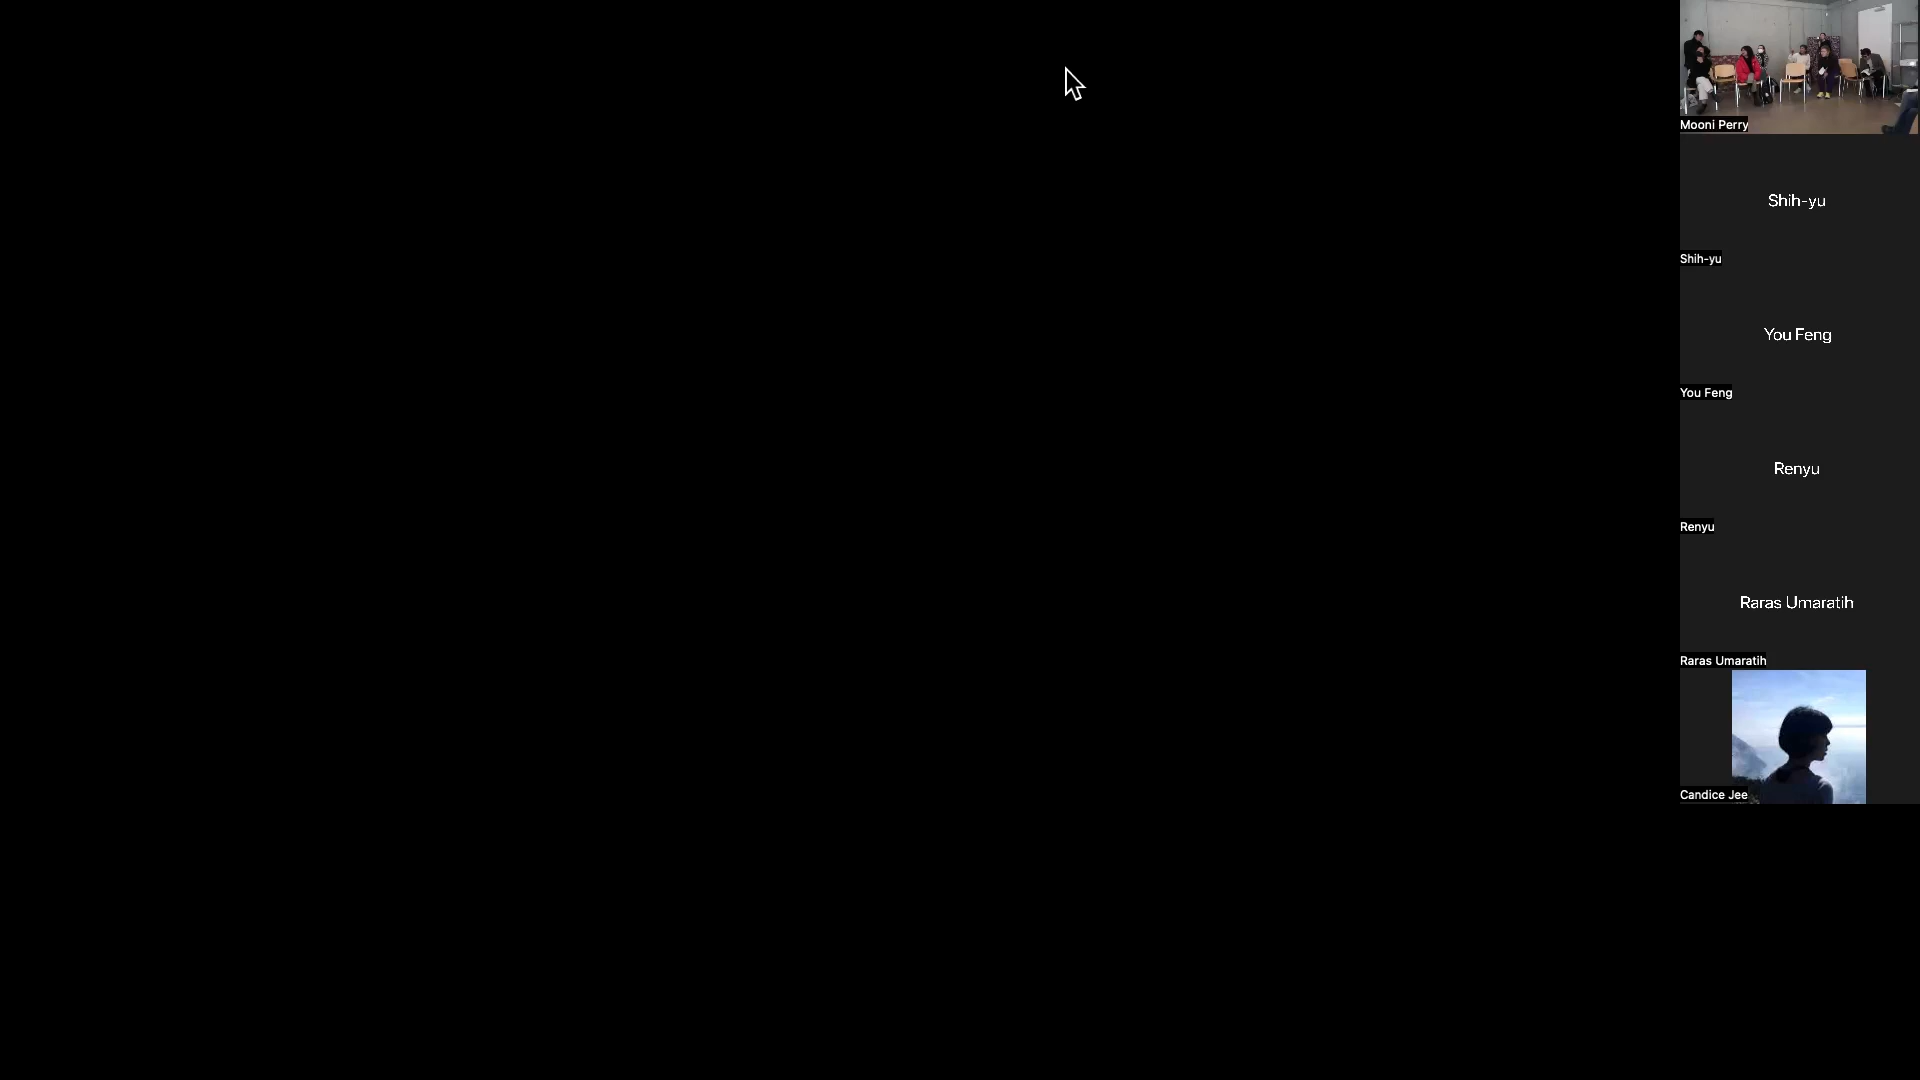 Mooni Perry
Shih-yu
Shih-yu
You Feng
You Feng
Renyu
Renyu
Raras Umaratih
Raras Umaratih
Candice Jee